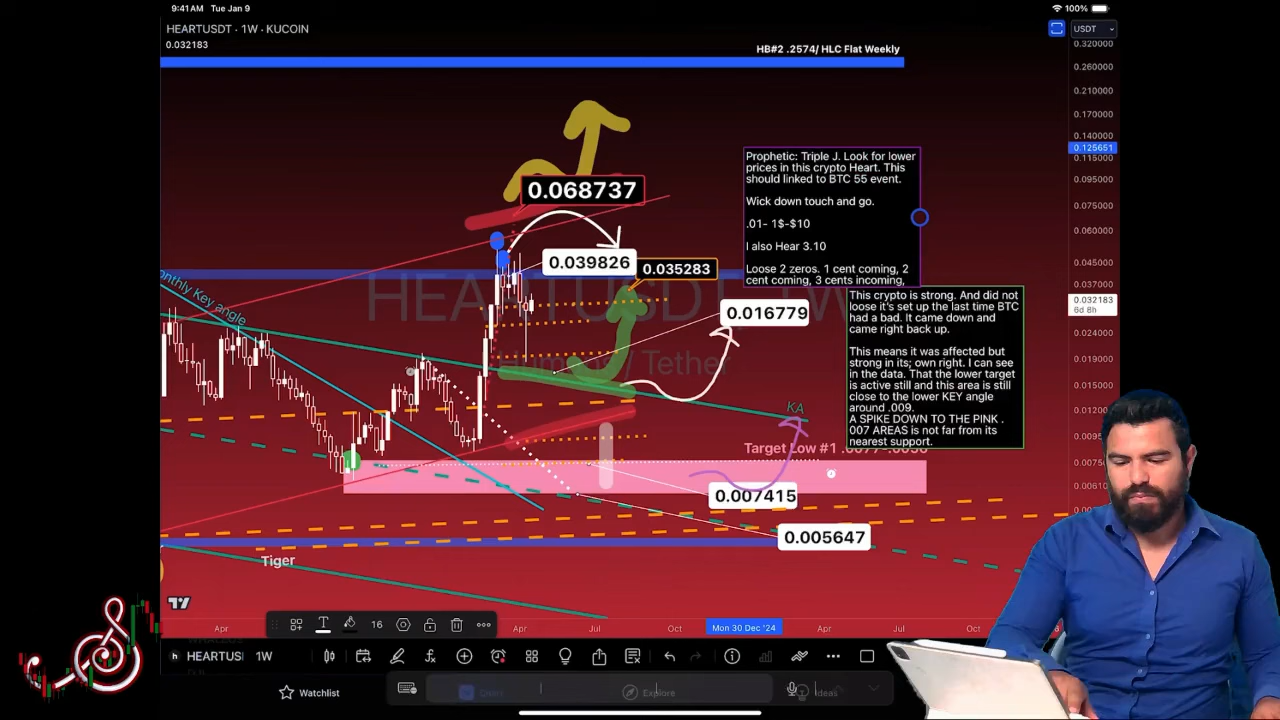 9:41 AM Tue Jan 9
100%
HEARTUSDT · 1W · KUCOIN
0.032183
USDT
HB#2 .2574/ HLC Flat Weekly
0.320000
0.260000
0.210000
0.170000
0.140000
0.125651
0.115000
0.095000
0.075000
0.060000
0.045000
0.037000
0.032183
6d 8h
0.024000
0.019000
0.015000
0.012000
Prophetic: Triple J. Look for lower
prices in this crypto Heart. This
should linked to BTC 55 event.
Wick down touch and go.
.01- 1$-$10
I also Hear 3.10
Loose 2 zeros. 1 cent coming, 2
cent coming, 3 cents incoming,
This crypto is strong. And did not
loose it's set up the last time BTC
had a bad. It came down and
came right back up.
This means it was affected but
strong in its; own right. I can see
in the data. That the lower target
is active still and this area is still
close to the lower KEY angle
around .009.
A SPIKE DOWN TO THE PINK .
007 AREAS is not far from its
nearest support.
0.068737
0.039826
0.035283
0.016779
Key angle
/ Tether
KA
Target Low #1
0.007415
0.005647
Tiger
Apr
Apr
Jul
Oct
Mon 30 Dec '24
Apr
Jul
Oct
16
HEARTUSI
1W
Watchlist
Explore
Ideas